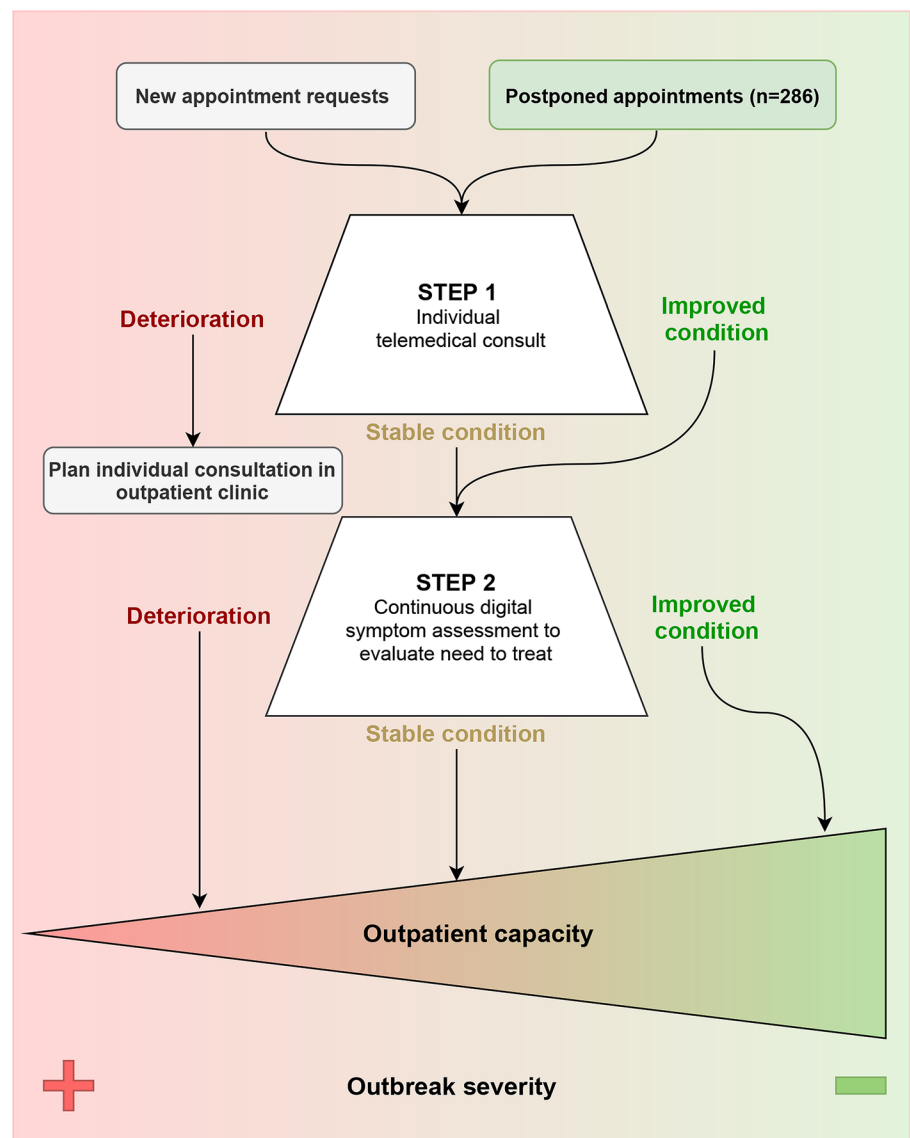 New appointment requests
Postponed appointments (n=286)
STEP 1
Individual
telemedical consult
Deterioration
Improved
condition
Stable condition
Plan individual consultation in
outpatient clinic
STEP 2
Continuous digital
symptom assessment to
evaluate need to treat
Deterioration
Improved
condition
Stable condition
Outpatient capacity
Outbreak severity